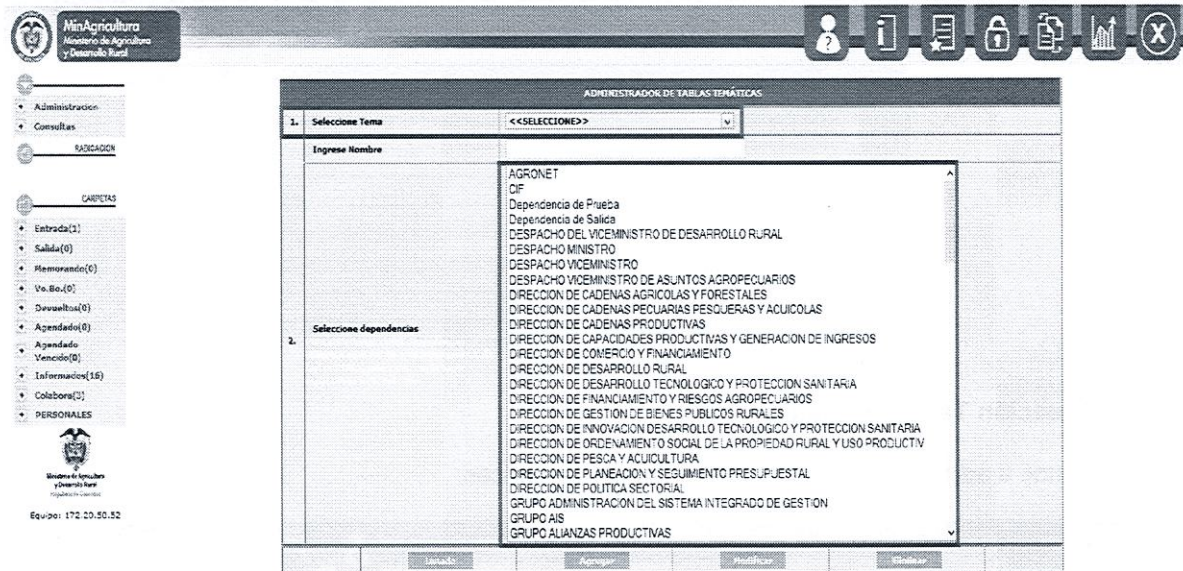 MinAgricultura
Ministerio de Agricultura
y Desarrollo Rural
Administracion
Consultas
RADICACION
CARPETAS
Entrada(1)
Salida(0)
Memorando(0)
Vo.Bo.(0)
Devueltos(0)
Agendado(0)
Agendado
Vencido(0)
Informados(16)
Colabora(3)
PERSONALES
Ministerio de Agricultura
y Desarrollo Rural
Equipo: 172.20.50.52
ADMINISTRADOR DE TABLAS TEMÁTICAS
1. Seleccione Tema <<SELECCIONE>>
Ingrese Nombre
2. Seleccione dependencias
AGRONET
CIF
Dependencia de Prueba
Dependencia de Salida
DESPACHO DEL VICEMINISTRO DE DESARROLLO RURAL
DESPACHO MINISTRO
DESPACHO VICEMINISTRO
DESPACHO VICEMINISTRO DE ASUNTOS AGROPECUARIOS
DIRECCION DE CADENAS AGRICOLAS Y FORESTALES
DIRECCION DE CADENAS PECUARIAS PESQUERAS Y ACUICOLAS
DIRECCION DE CADENAS PRODUCTIVAS
DIRECCION DE CAPACIDADES PRODUCTIVAS Y GENERACION DE INGRESOS
DIRECCION DE COMERCIO Y FINANCIAMIENTO
DIRECCION DE DESARROLLO RURAL
DIRECCION DE DESARROLLO TECNOLOGICO Y PROTECCION SANITARIA
DIRECCION DE FINANCIAMIENTO Y RIESGOS AGROPECUARIOS
DIRECCION DE GESTION DE BIENES PUBLICOS RURALES
DIRECCION DE INNOVACION DESARROLLO TECNOLOGICO Y PROTECCION SANITARIA
DIRECCION DE ORDENAMIENTO SOCIAL DE LA PROPIEDAD RURAL Y USO PRODUCTIV
DIRECCION DE PESCA Y ACUICULTURA
DIRECCION DE PLANEACION Y SEGUIMIENTO PRESUPUESTAL
DIRECCION DE POLITICA SECTORIAL
GRUPO ADMINISTRACION DEL SISTEMA INTEGRADO DE GESTION
GRUPO AIS
GRUPO ALIANZAS PRODUCTIVAS
Listado Agregar Modificar Eliminar